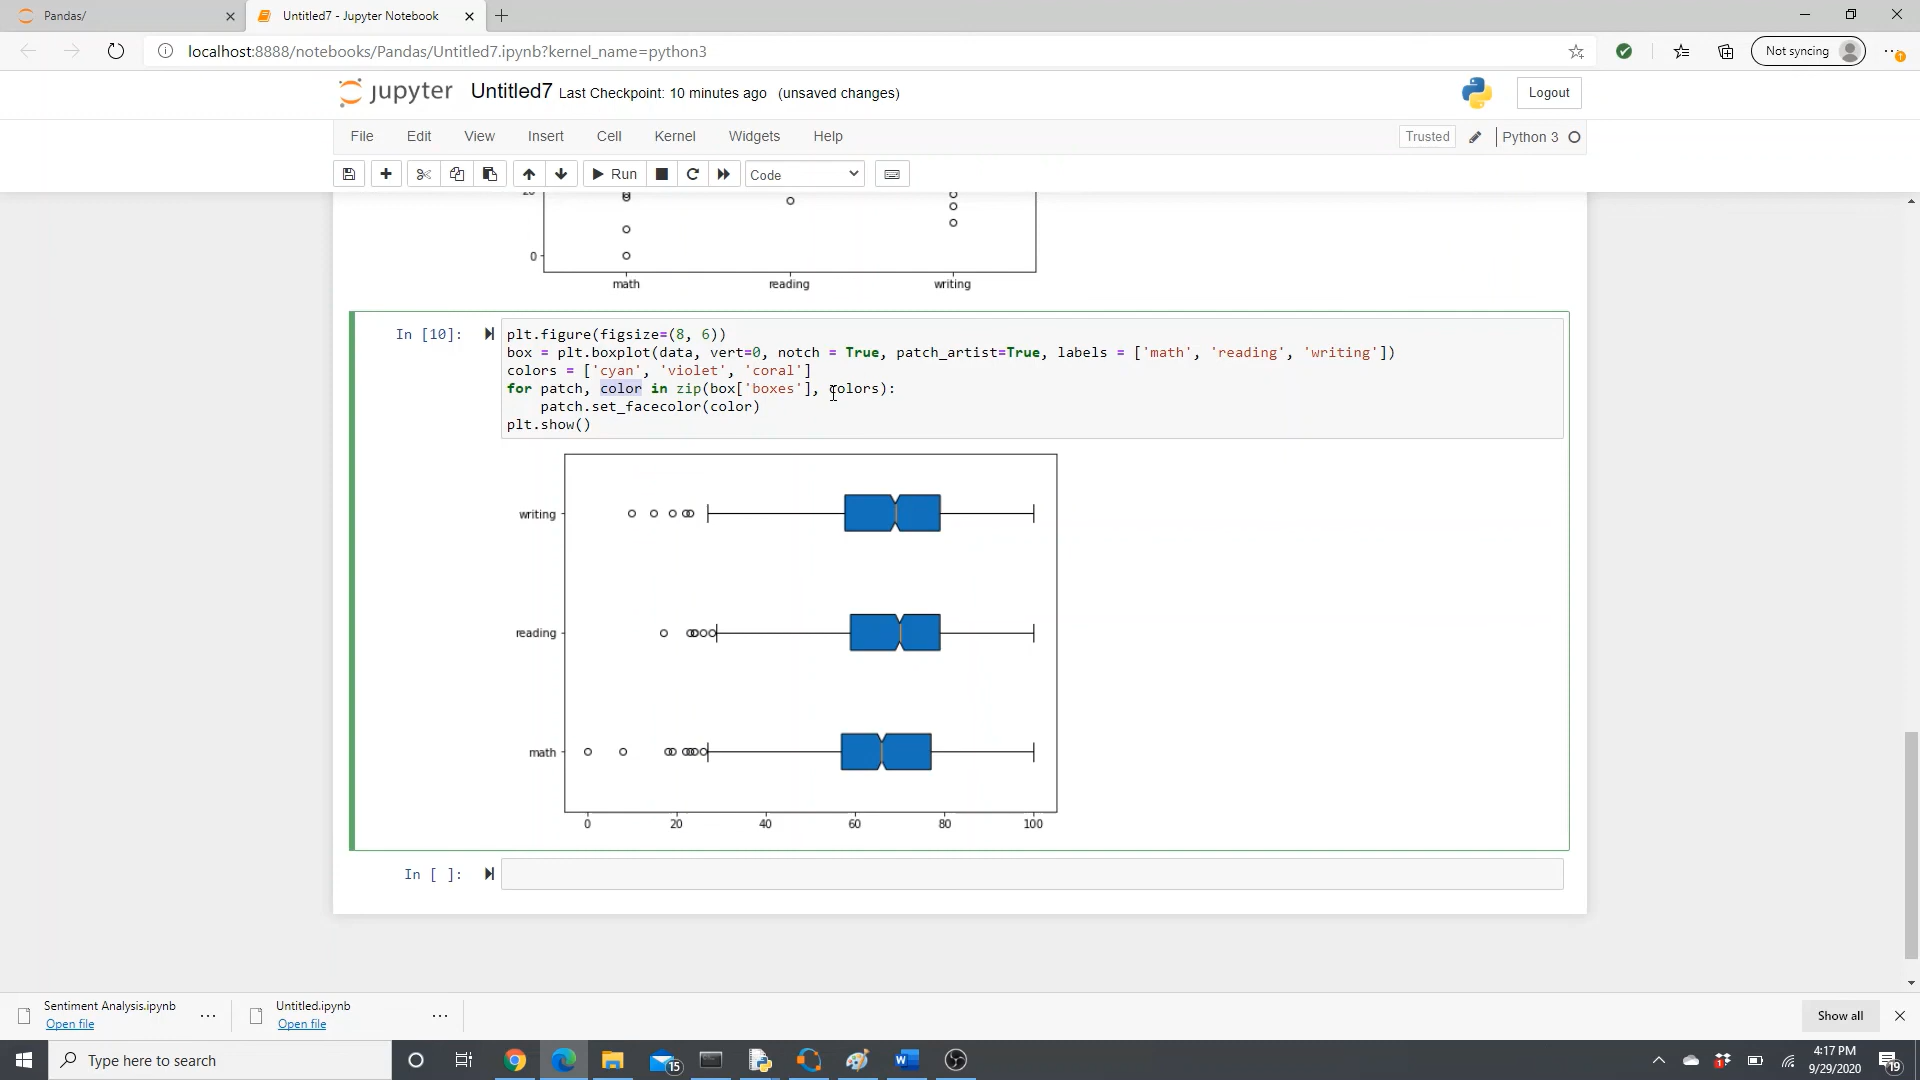 Pandas/
Untitled7 - Jupyter Notebook
localhost:8888/notebooks/Pandas/Untitled7.ipynb?kernel_name=python3
Not syncing
jupyter Untitled7 Last Checkpoint: 10 minutes ago (unsaved changes)
Logout
File Edit View Insert Cell Kernel Widgets Help
Trusted Python 3
Run Code
20
0
math reading writing
In [10]:
plt.figure(figsize=(8, 6))
box = plt.boxplot(data, vert=0, notch = True, patch_artist=True, labels = ['math', 'reading', 'writing'])
colors = ['cyan', 'violet', 'coral']
for patch, color in zip(box['boxes'], colors):
    patch.set_facecolor(color)
plt.show()
writing
reading
math
0 20 40 60 80 100
In [ ]:
Sentiment Analysis.ipynb
Open file
Untitled.ipynb
Open file
Show all
Type here to search
15
1
4:17 PM
9/29/2020
19